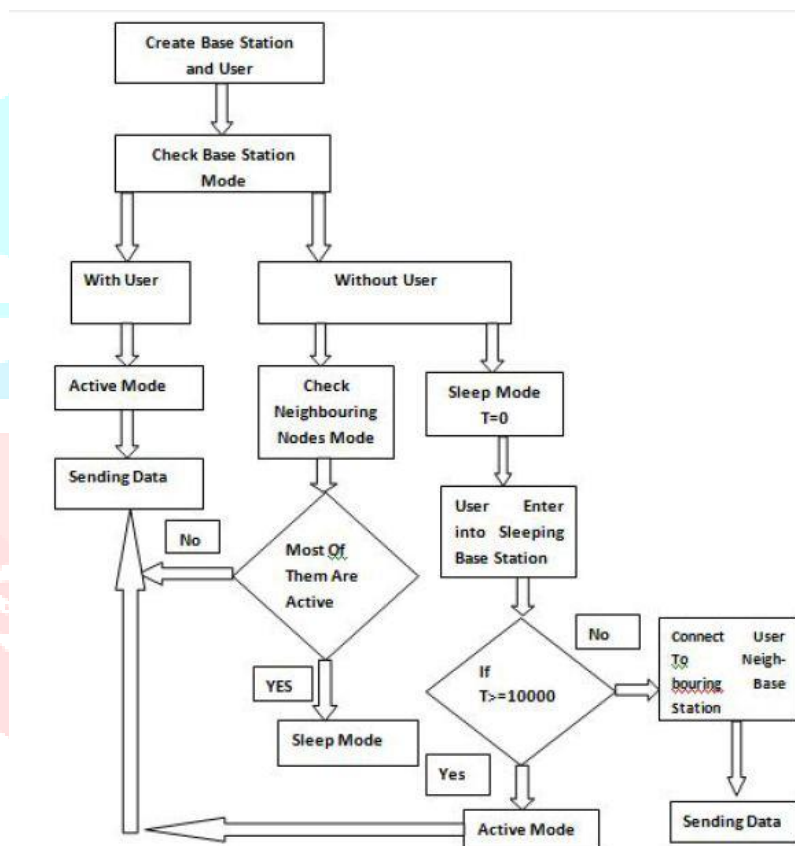 Create Base Station
and User
Check Base Station
Mode
With User
Without User
Active Mode
Check
Neighbouring
Nodes Mode
Sleep Mode
T=0
Sending Data
User Enter
into Sleeping
Base Station
No
Most Of
Them Are
Active
No
Connect User
To Neigh-
bouring Base
Station
If
T>=10000
YES
Sleep Mode
Yes
Active Mode
Sending Data